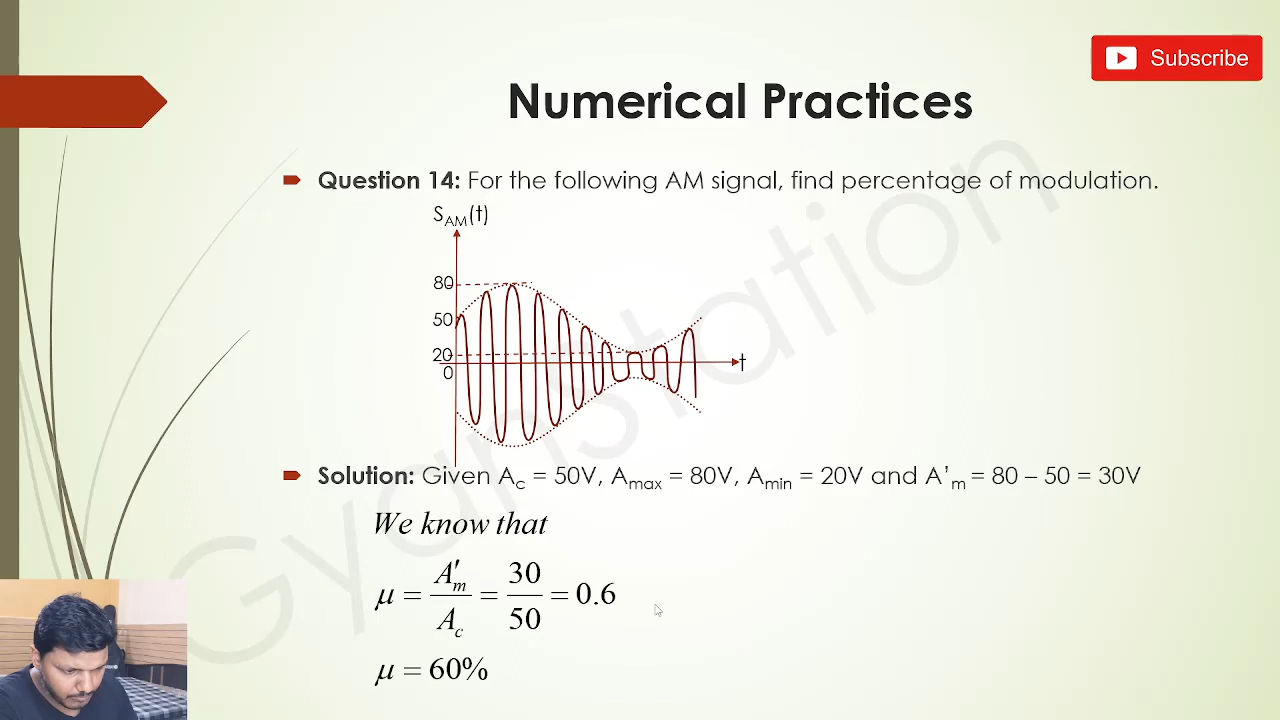 Subscribe
Numerical Practices
Question 14: For the following AM signal, find percentage of modulation.
S_AM(t)
80
50
20
0
t
Solution: Given A_c = 50V, A_max = 80V, A_min = 20V and A’_m = 80 – 50 = 30V
We know that
μ = A′_m / A_c = 30 / 50 = 0.6
μ = 60%
Gyanstation